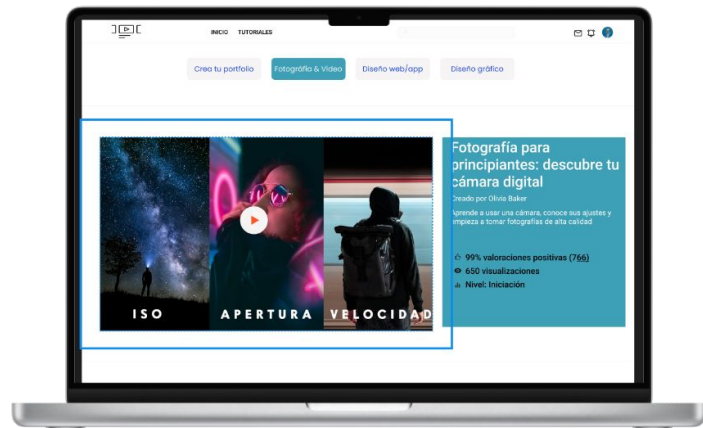 INICIO TUTORIALES
Crea tu portfolio Fotografíia & Video Diseño web/app Diseño gráfico
ISO APERTURA VELOCIDAD
Fotografía para
principiantes: descubre tu
cámara digital
Creado por Olivia Baker
Aprende a usar una cámara, conoce sus ajustes y
empieza a tomar fotografías de alta calidad
99% valoraciones positivas (766)
650 visualizaciones
Nivel: Iniciación